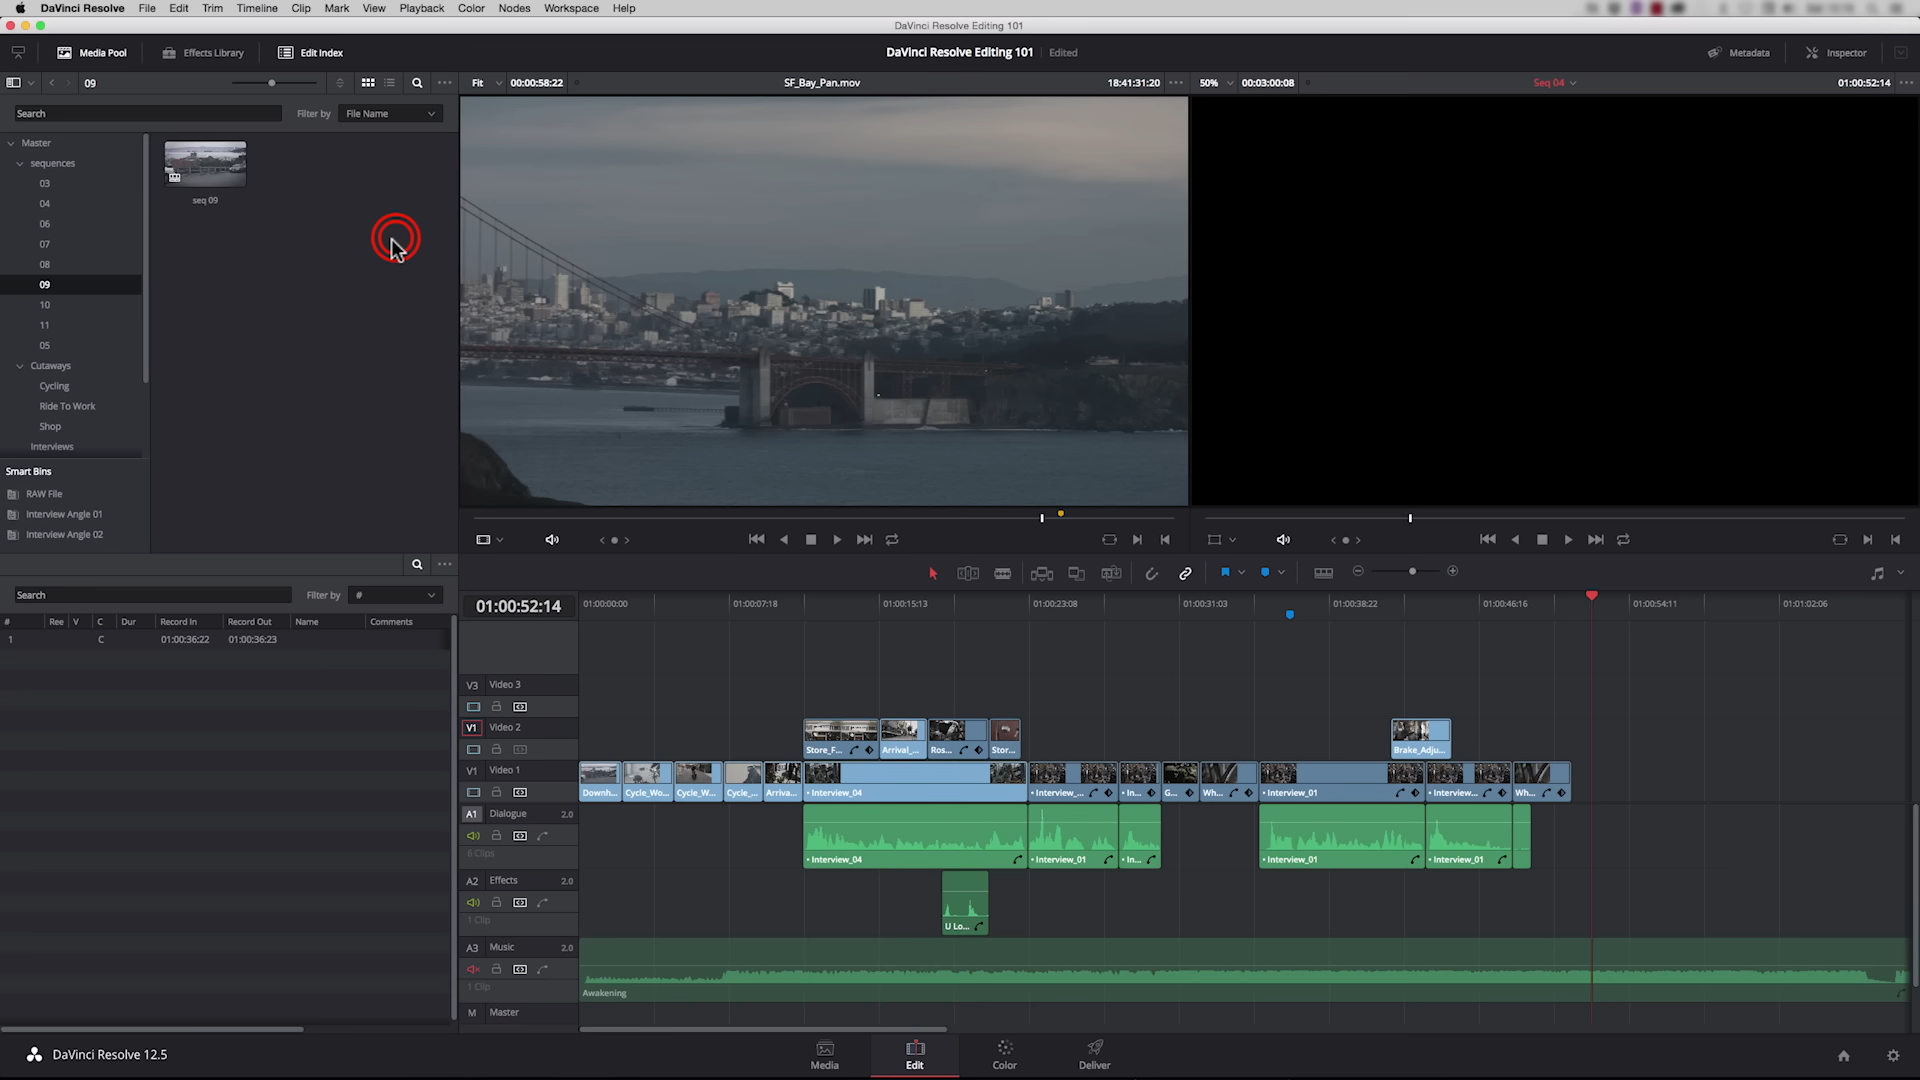 DaVinci Resolve File Edit Trim Timeline Clip Mark View Playback Color Nodes Workspace Help
DaVinci Resolve Editing 101
Media Pool Effects Library Edit Index DaVinci Resolve Editing 101 Edited Metadata Inspector
09 Fit 00:00:58:22 SF_Bay_Pan.mov 18:41:31:20 50% 00:03:00:08 Seq 04 01:00:52:14
Search Filter by File Name
Master
sequences
03
04
06
07
08
09
10
11
05
Cutaways
Cycling
Ride To Work
Shop
Interviews
seq 09
Smart Bins
RAW File
Interview Angle 01
Interview Angle 02
Search Filter by #
# Ree V C Dur Record In Record Out Name Comments
1 C 01:00:36:22 01:00:36:23
01:00:52:14 01:00:00:00 01:00:07:18 01:00:15:13 01:00:23:08 01:00:31:03 01:00:38:22 01:00:46:16 01:00:54:11 01:01:02:06
V3 Video 3
V1 Video 2
Store_F... Arrival_... Ros... Stor... Brake_Adju...
V1 Video 1
Downh... Cycle_Wo... Cycle_W... Cycle_... Arriva... • Interview_04 • Interview_... • In... G... Wh... • Interview_01 • Interview... Wh...
A1 Dialogue 2.0
6 Clips
• Interview_04 • Interview_01 • In... • Interview_01 • Interview_01
A2 Effects 2.0
1 Clip
U Lo...
A3 Music 2.0
1 Clip
Awakening
M Master
DaVinci Resolve 12.5
Media Edit Color Deliver